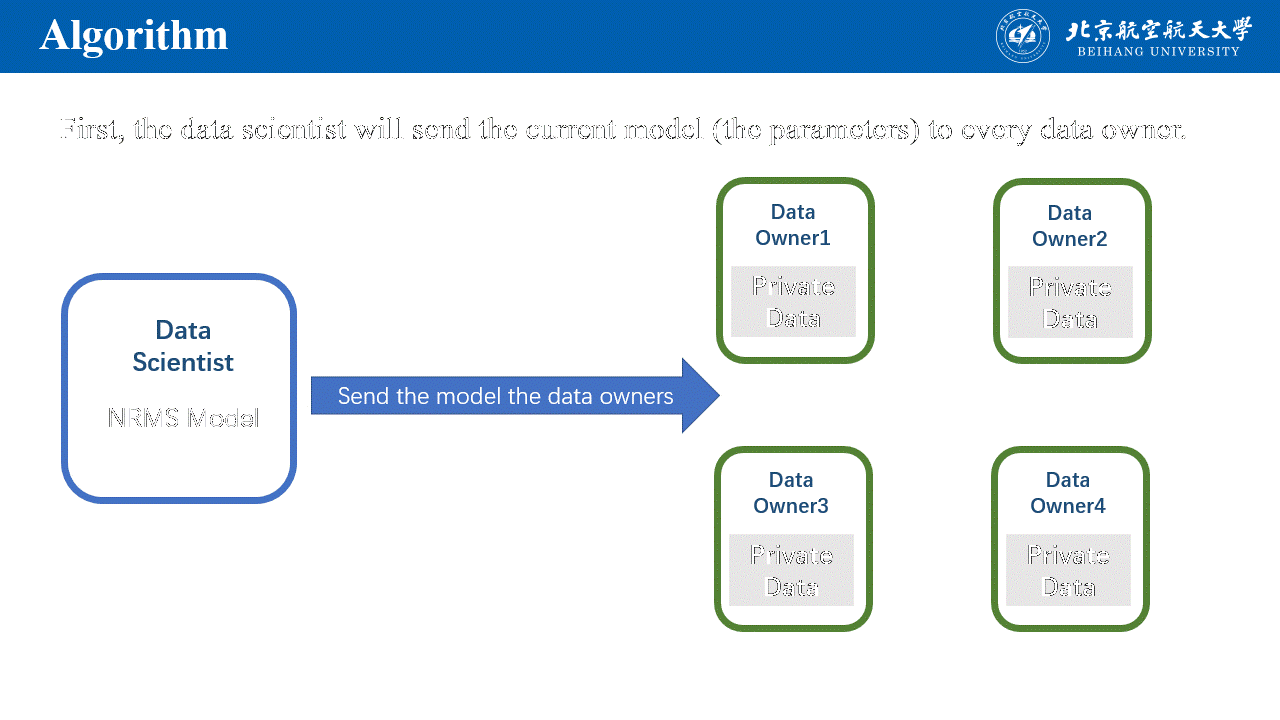 Algorithm
北京航空航天大學
BEIHANG UNIVERSITY
First, the data scientist will send the current model (the parameters) to every data owner.
Data
Owner1
Private
Data
Data
Owner2
Private
Data
Data
Scientist
NRMS Model
Send the model the data owners
Data
Owner3
Private
Data
Data
Owner4
Private
Data